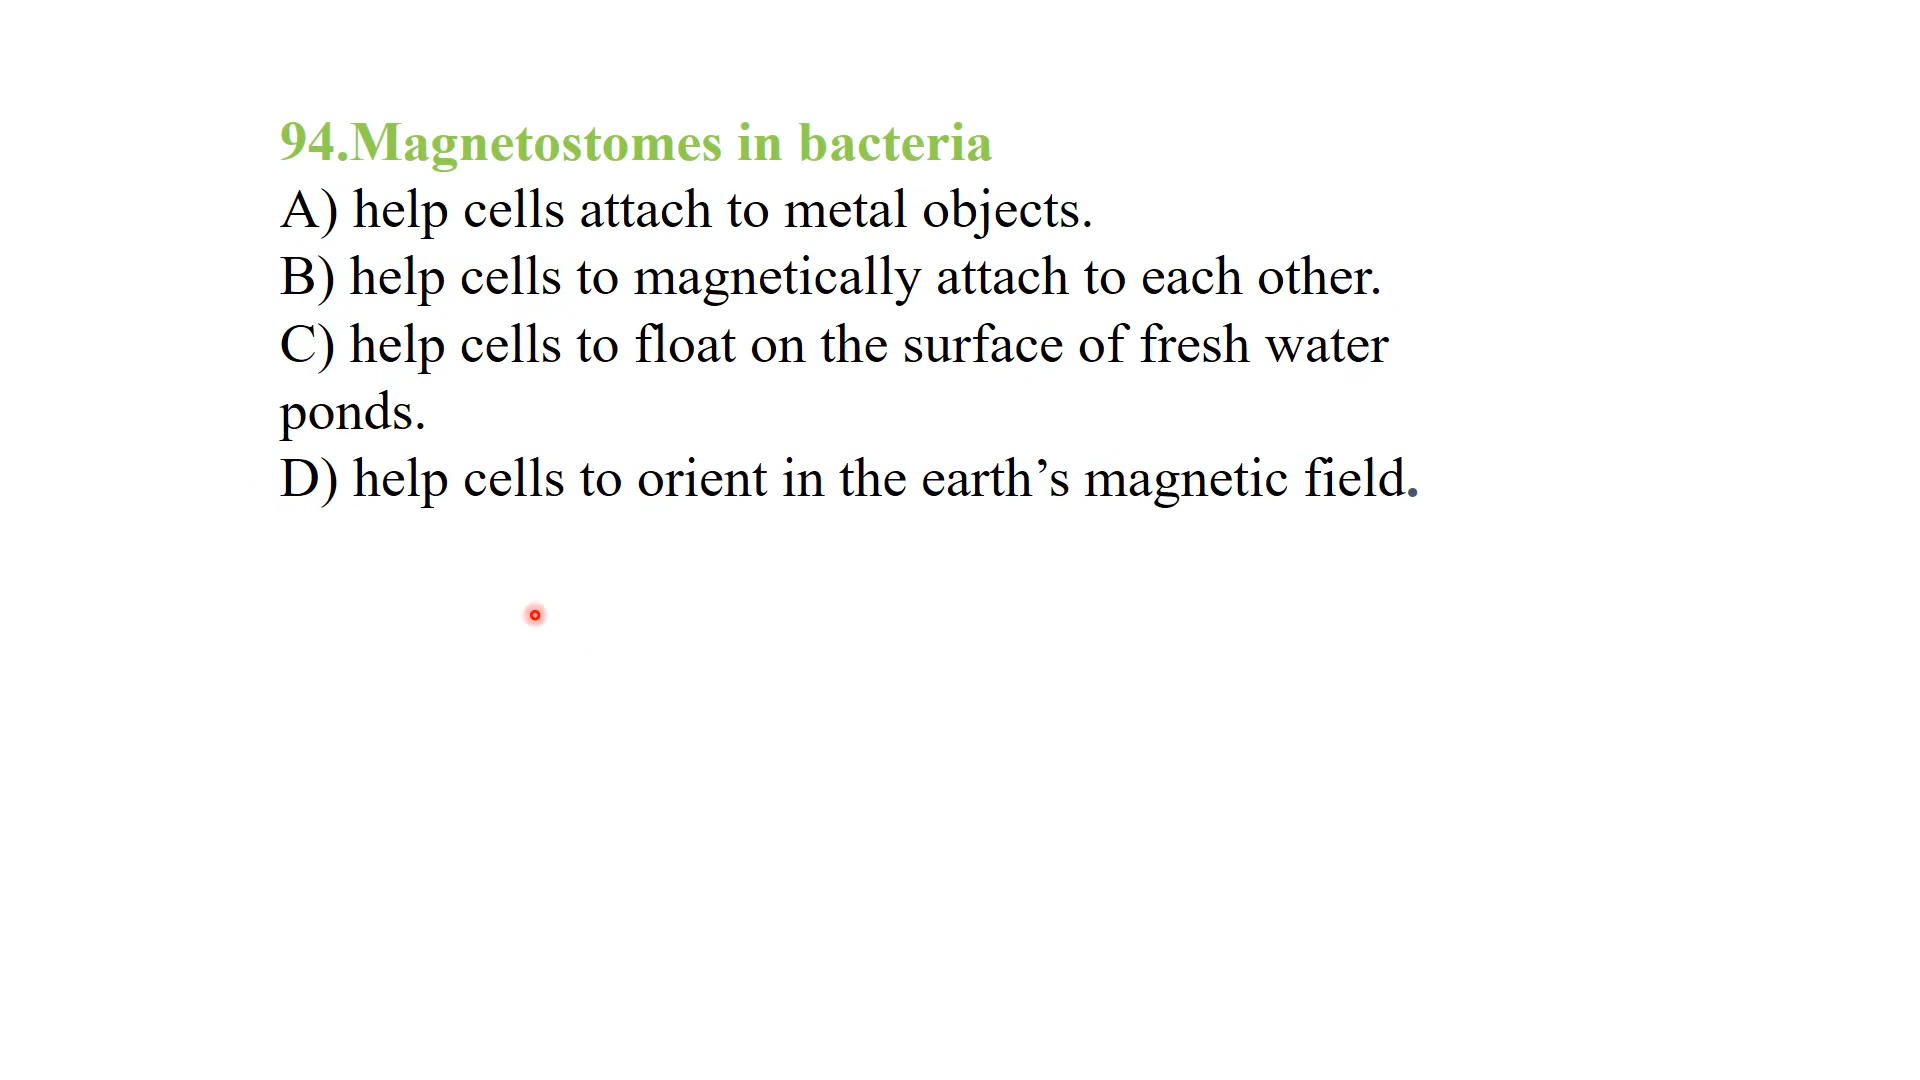 94.Magnetostomes in bacteria
A) help cells attach to metal objects.
B) help cells to magnetically attach to each other.
C) help cells to float on the surface of fresh water
ponds.
D) help cells to orient in the earth’s magnetic field.